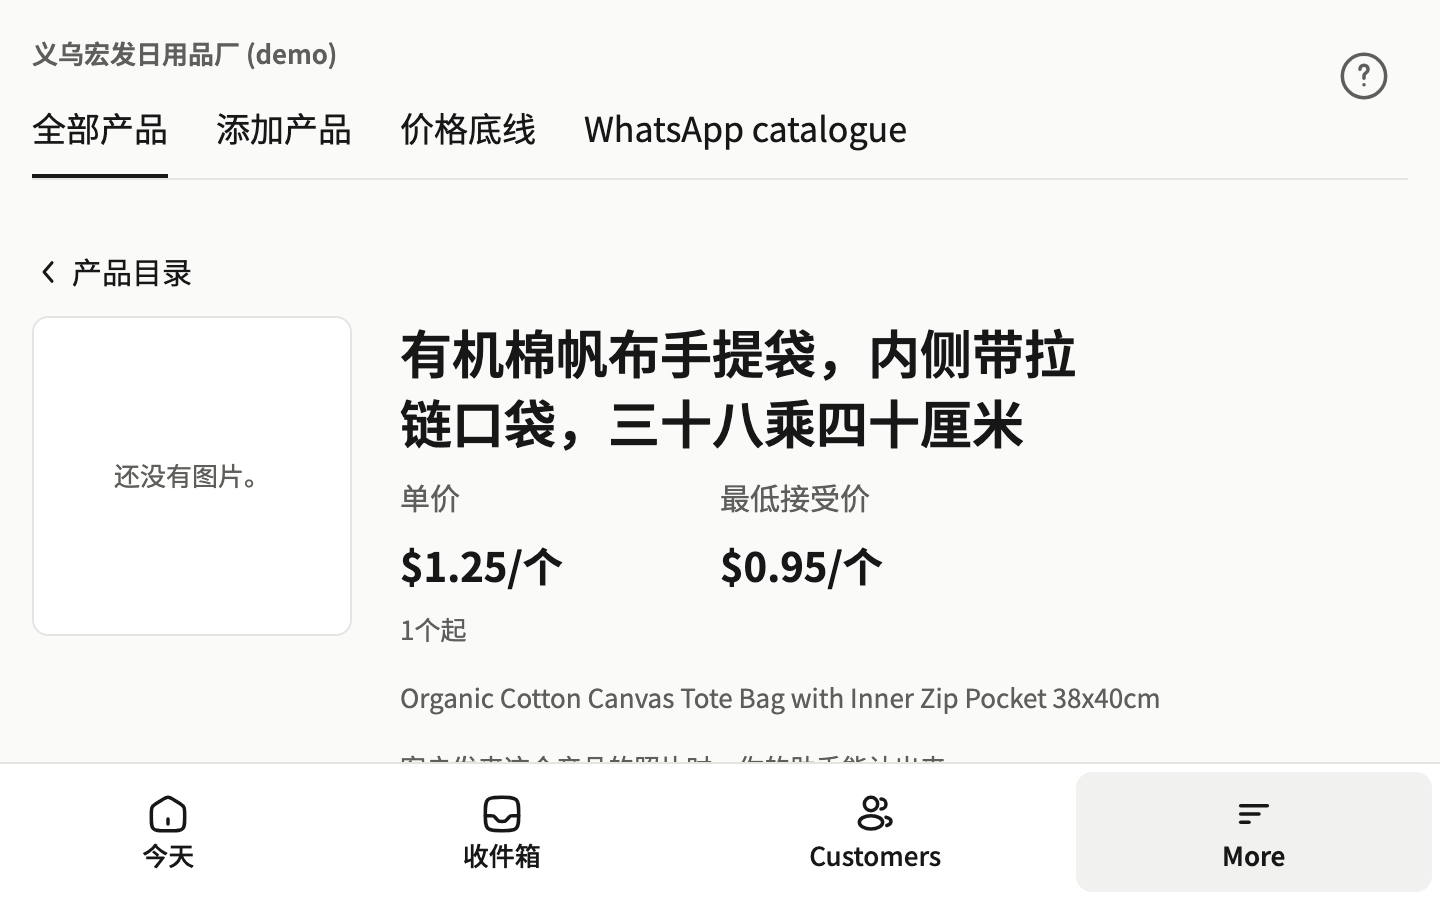 义乌宏发日用品厂 (demo)
全部产品 添加产品 价格底线 WhatsApp catalogue
产品目录
还没有图片。
有机棉帆布手提袋，内侧带拉
链口袋，三十八乘四十厘米
单价 最低接受价
$1.25/个 $0.95/个
1个起
Organic Cotton Canvas Tote Bag with Inner Zip Pocket 38x40cm
今天 收件箱 Customers More